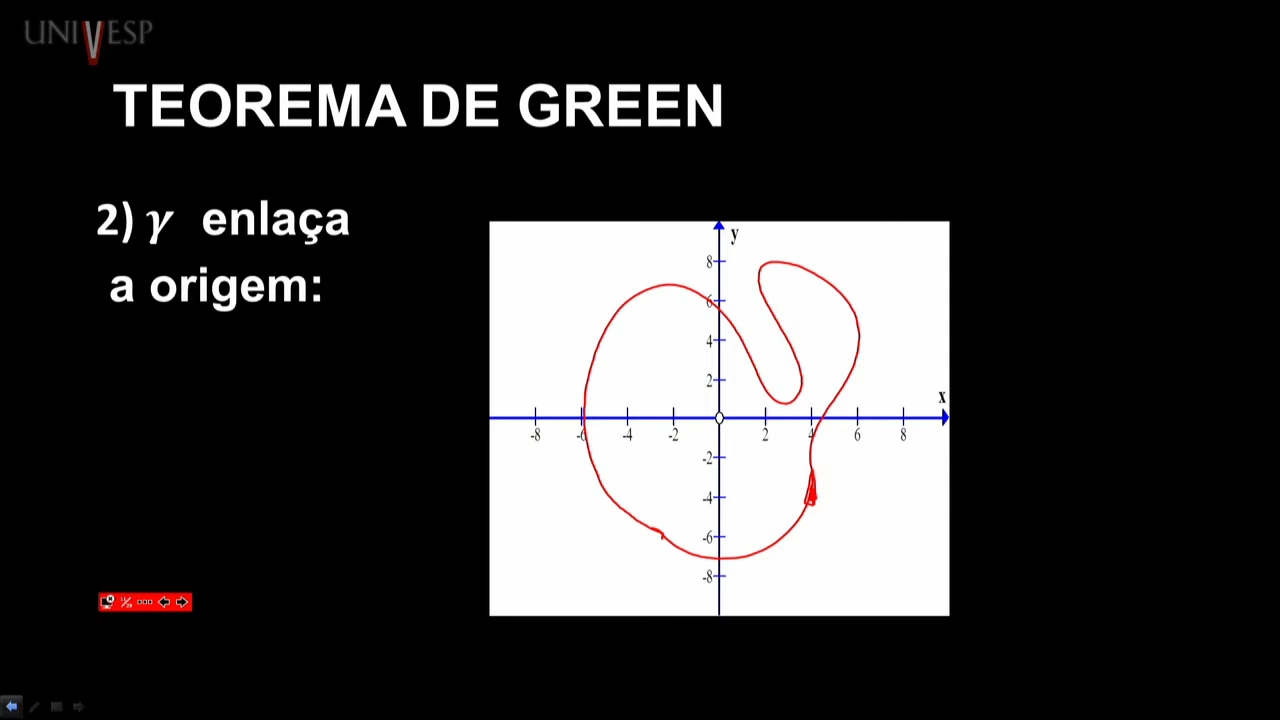 UNIVESP
TEOREMA DE GREEN
2) γ enlaça
a origem:
y
8
6
4
2
x
-8
-6
-4
-2
2
4
6
8
-2
-4
-6
-8